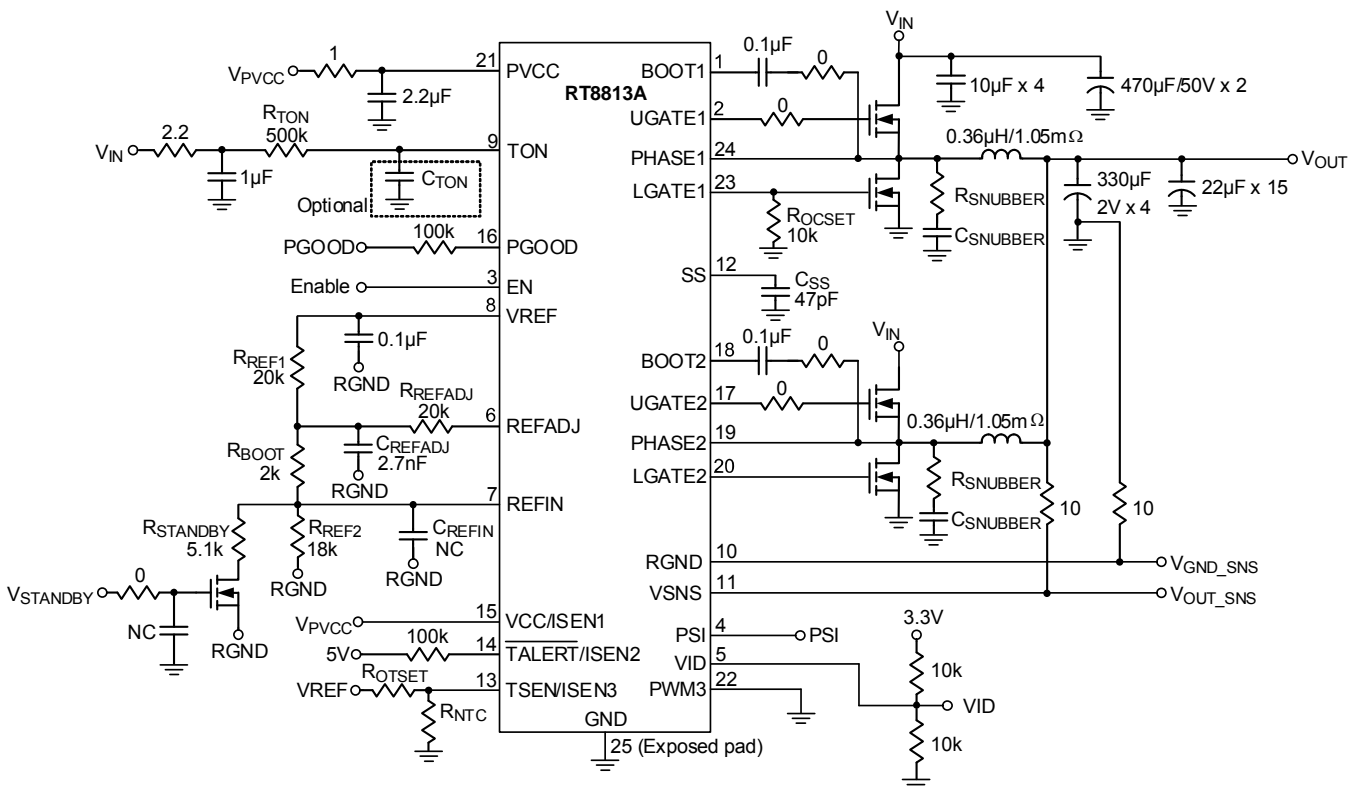 VIN
0.1µF
0
1
21
1
VPVCC
PVCC
BOOT1
RT8813A
10µF x 4
470µF/50V x 2
2.2µF
RTON
500k
0
2
UGATE1
2.2
9
VIN
TON
0.36µH/1.05mΩ
24
PHASE1
VOUT
1µF
CTON
23
LGATE1
330µF
2V x 4
22µF x 15
RSNUBBER
Optional
ROCSET
10k
100k
16
PGOOD
PGOOD
CSNUBBER
12
SS
3
Enable
EN
CSS
47pF
8
VREF
VIN
0.1µF
0.1µF
0
18
BOOT2
RREF1
20k
RGND
RREFADJ
20k
0
17
UGATE2
6
REFADJ
0.36µH/1.05mΩ
CREFADJ
2.7nF
19
PHASE2
RBOOT
2k
RGND
20
LGATE2
RSNUBBER
7
REFIN
10
10
RSTANDBY
5.1k
RREF2
18k
CREFIN
NC
CSNUBBER
RGND
RGND
10
RGND
VGND_SNS
0
VSTANDBY
11
VSNS
VOUT_SNS
NC
15
VPVCC
VCC/ISEN1
RGND
3.3V
4
PSI
PSI
100k
14
5V
TALERT/ISEN2
5
VID
10k
ROTSET
13
VREF
TSEN/ISEN3
22
PWM3
VID
RNTC
GND
10k
25 (Exposed pad)